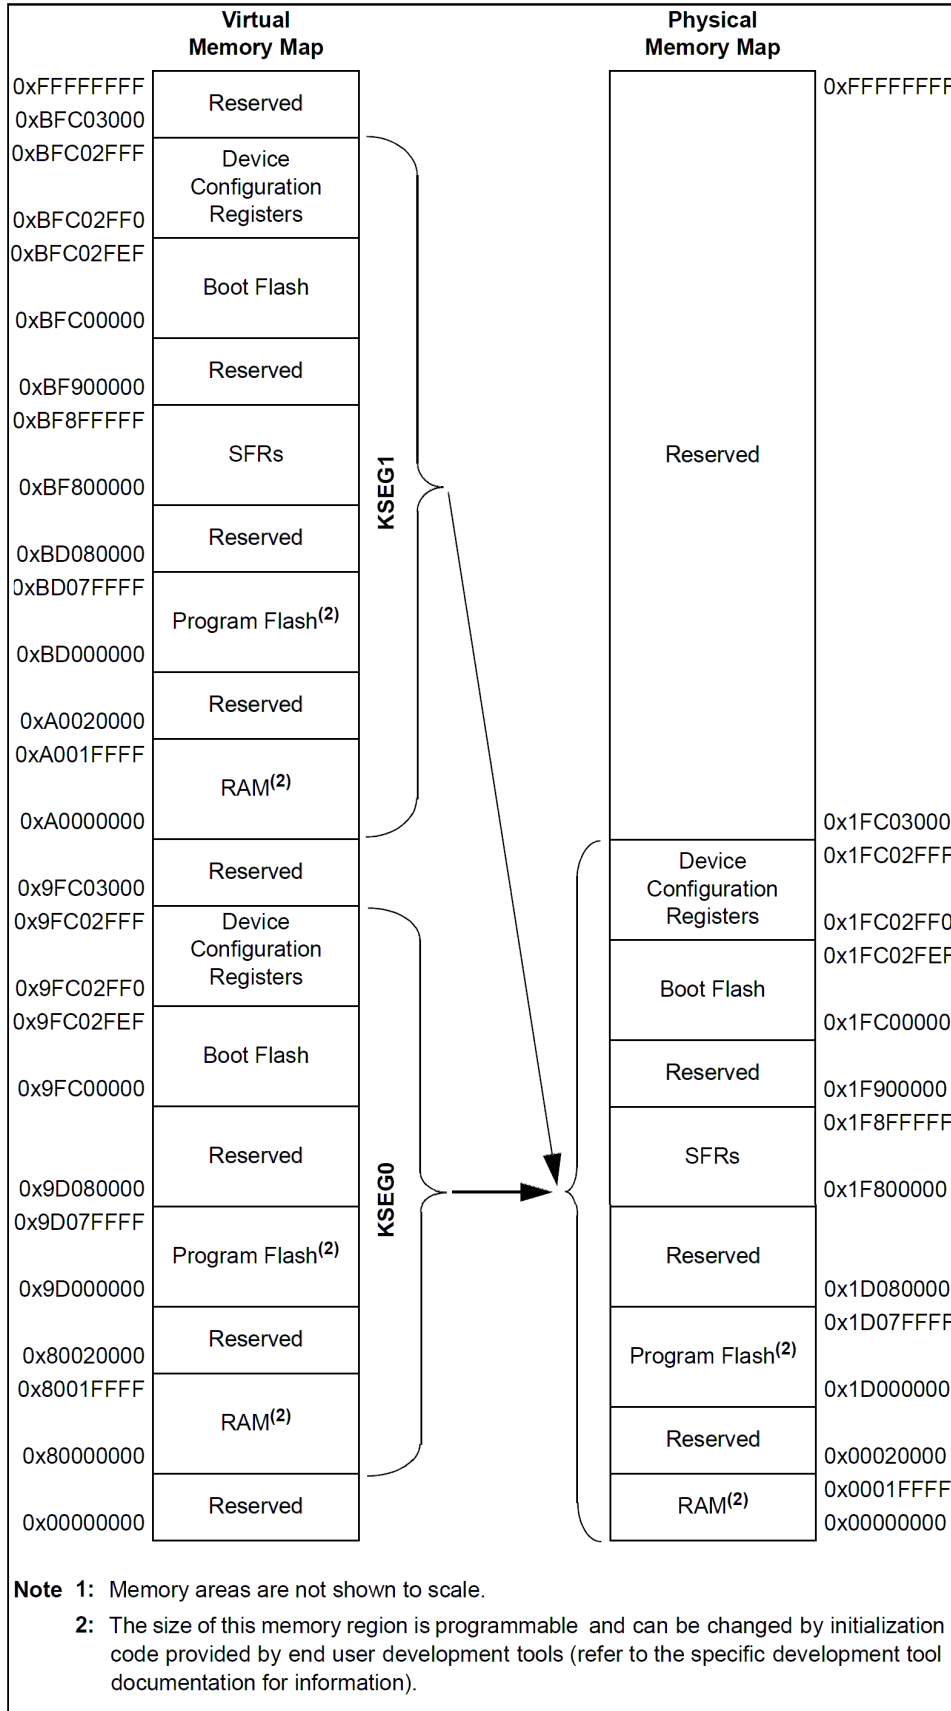 Virtual
Memory Map
0xFFFFFFFF
Reserved
0xBFC03000
0xBFC02FFF
Device
Configuration
Registers
0xBFC02FF0
0xBFC02FEF
Boot Flash
0xBFC00000
Reserved
0xBF900000
0xBF8FFFFF
SFRs
0xBF800000
Reserved
0xBD080000
0xBD07FFFF
Program Flash(2)
0xBD000000
Reserved
0xA0020000
0xA001FFFF
RAM(2)
0xA0000000
KSEG1
Reserved
0x9FC03000
0x9FC02FFF
Device
Configuration
Registers
0x9FC02FF0
0x9FC02FEF
Boot Flash
0x9FC00000
Reserved
0x9D080000
0x9D07FFFF
Program Flash(2)
0x9D000000
Reserved
0x80020000
0x8001FFFF
RAM(2)
0x80000000
KSEG0
Reserved
0x00000000
Physical
Memory Map
0xFFFFFFFF
Reserved
0x1FC03000
0x1FC02FFF
Device
Configuration
Registers
0x1FC02FF0
0x1FC02FEF
Boot Flash
0x1FC00000
Reserved
0x1F900000
0x1F8FFFFF
SFRs
0x1F800000
Reserved
0x1D080000
0x1D07FFFF
Program Flash(2)
0x1D000000
Reserved
0x00020000
0x0001FFFF
RAM(2)
0x00000000
Note 1: Memory areas are not shown to scale.
2: The size of this memory region is programmable and can be changed by initialization
code provided by end user development tools (refer to the specific development tool
documentation for information).